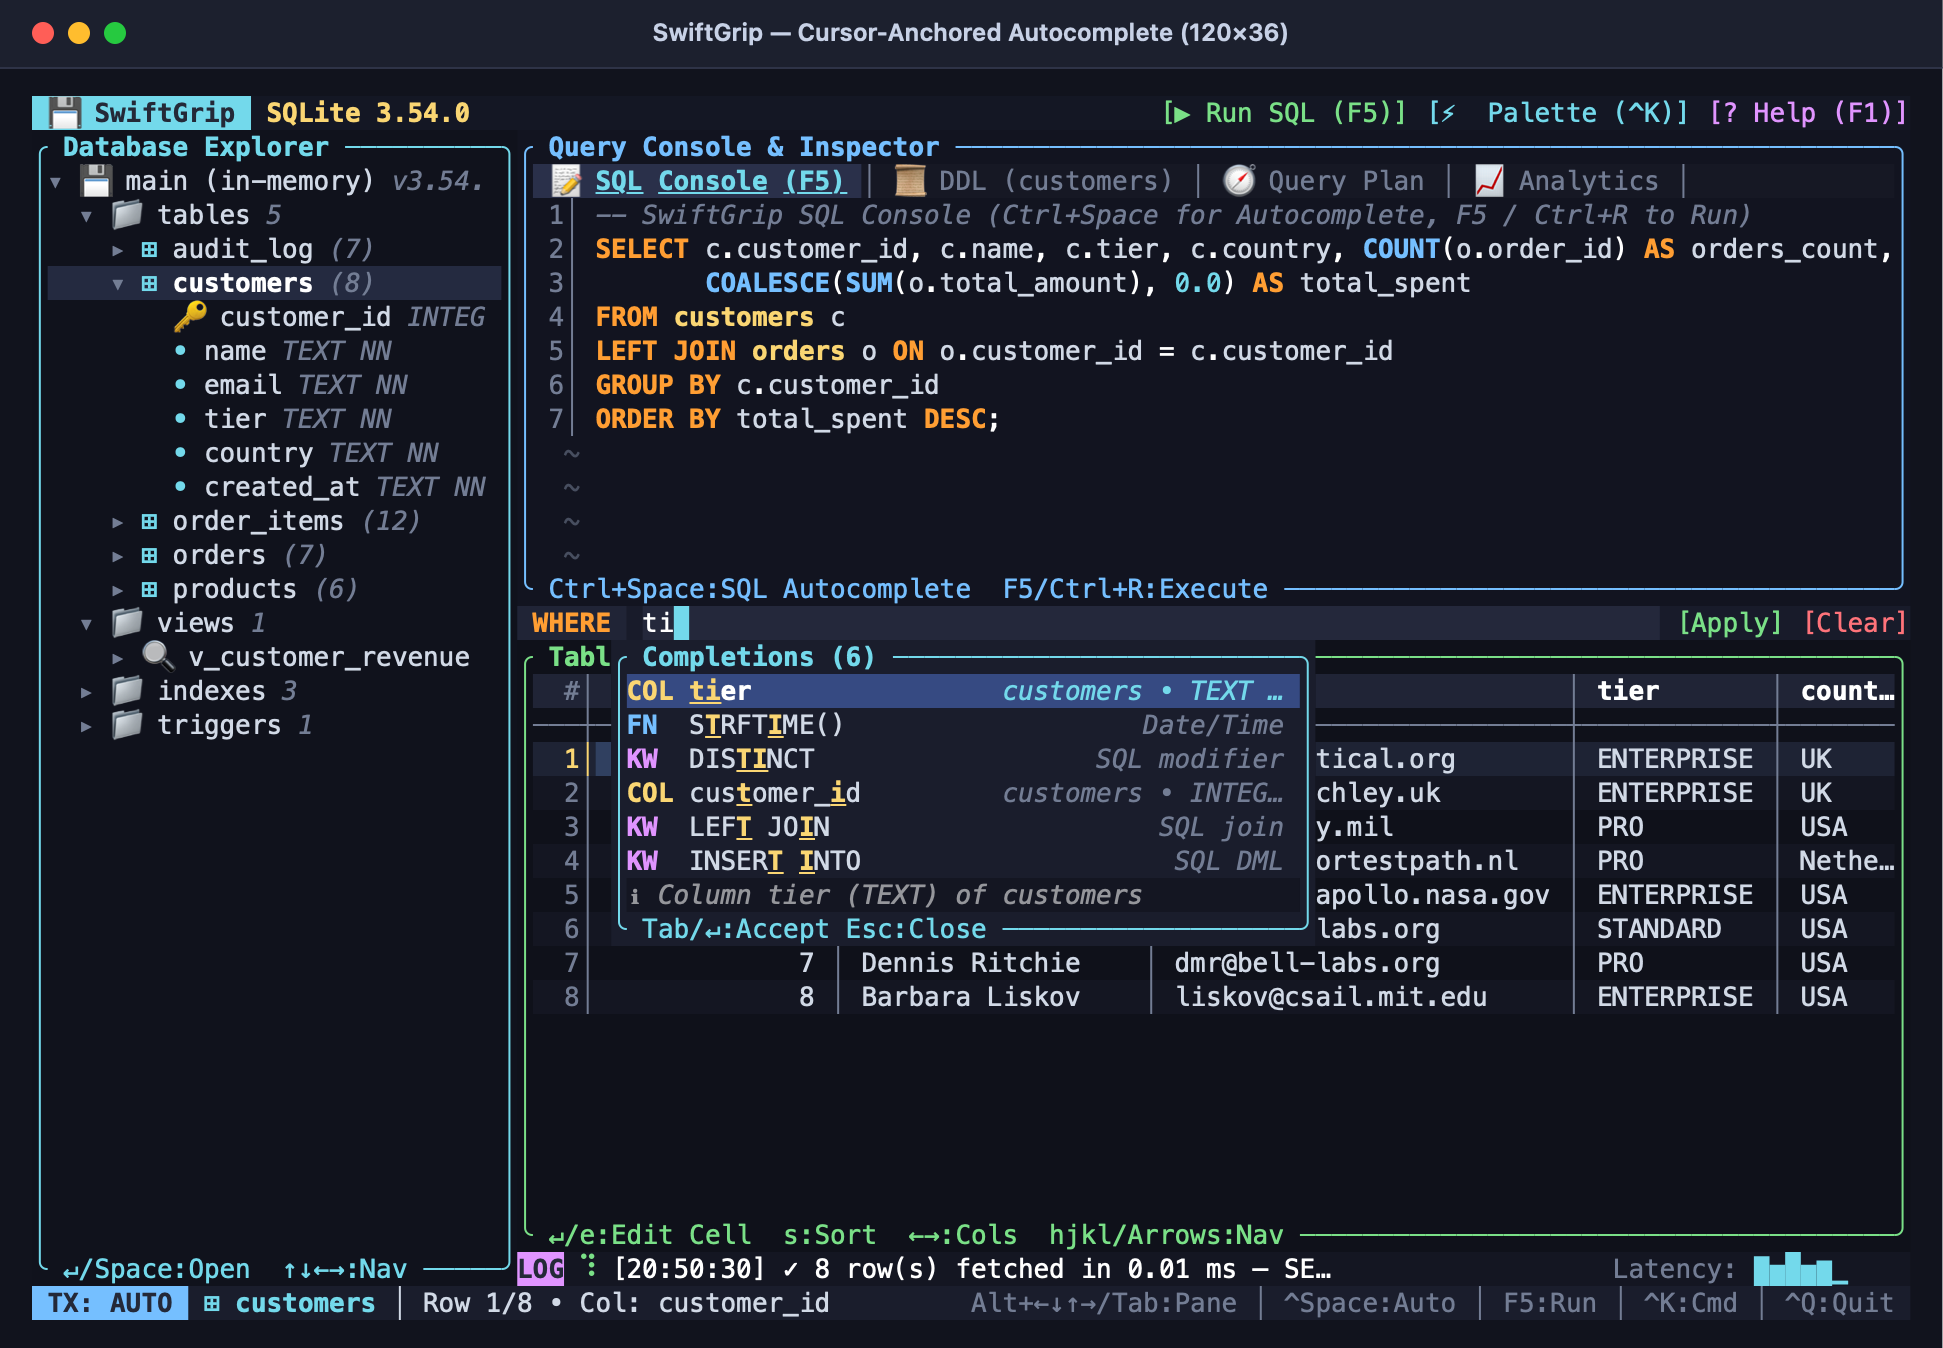 SwiftGrip — Cursor-Anchored Autocomplete (120×36)
SwiftGrip SQLite 3.54.0 [▶ Run SQL (F5)] [⚡ Palette (^K)] [? Help (F1)]
Database Explorer
▾ main (in-memory) v3.54.
▾ tables 5
▸ ⊞ audit_log (7)
▾ ⊞ customers (8)
customer_id INTEG
• name TEXT NN
• email TEXT NN
• tier TEXT NN
• country TEXT NN
• created_at TEXT NN
▸ ⊞ order_items (12)
▸ ⊞ orders (7)
▸ ⊞ products (6)
▾ views 1
▸ v_customer_revenue
▸ indexes 3
▸ triggers 1
↵/Space:Open ↑↓←→:Nav
Query Console & Inspector
SQL Console (F5) │ DDL (customers) │ Query Plan │ Analytics │
1 -- SwiftGrip SQL Console (Ctrl+Space for Autocomplete, F5 / Ctrl+R to Run)
2 SELECT c.customer_id, c.name, c.tier, c.country, COUNT(o.order_id) AS orders_count,
3 COALESCE(SUM(o.total_amount), 0.0) AS total_spent
4 FROM customers c
5 LEFT JOIN orders o ON o.customer_id = c.customer_id
6 GROUP BY c.customer_id
7 ORDER BY total_spent DESC;
~
~
~
~
Ctrl+Space:SQL Autocomplete F5/Ctrl+R:Execute
WHERE ti [Apply] [Clear]
Tabl
Completions (6)
COL tier customers • TEXT …
FN STRFTIME() Date/Time
KW DISTINCT SQL modifier
COL customer_id customers • INTEG…
KW LEFT JOIN SQL join
KW INSERT INTO SQL DML
ℹ Column tier (TEXT) of customers
Tab/↵:Accept Esc:Close
# tier count…
1 tical.org ENTERPRISE UK
2 chley.uk ENTERPRISE UK
3 y.mil PRO USA
4 ortestpath.nl PRO Nethe…
5 apollo.nasa.gov ENTERPRISE USA
6 labs.org STANDARD USA
7 7 Dennis Ritchie dmr@bell-labs.org PRO USA
8 8 Barbara Liskov liskov@csail.mit.edu ENTERPRISE USA
↵/e:Edit Cell s:Sort ←→:Cols hjkl/Arrows:Nav
LOG [20:50:30] ✓ 8 row(s) fetched in 0.01 ms — SE… Latency:
TX: AUTO ⊞ customers │ Row 1/8 • Col: customer_id Alt+←↓↑→/Tab:Pane │ ^Space:Auto │ F5:Run │ ^K:Cmd │ ^Q:Quit